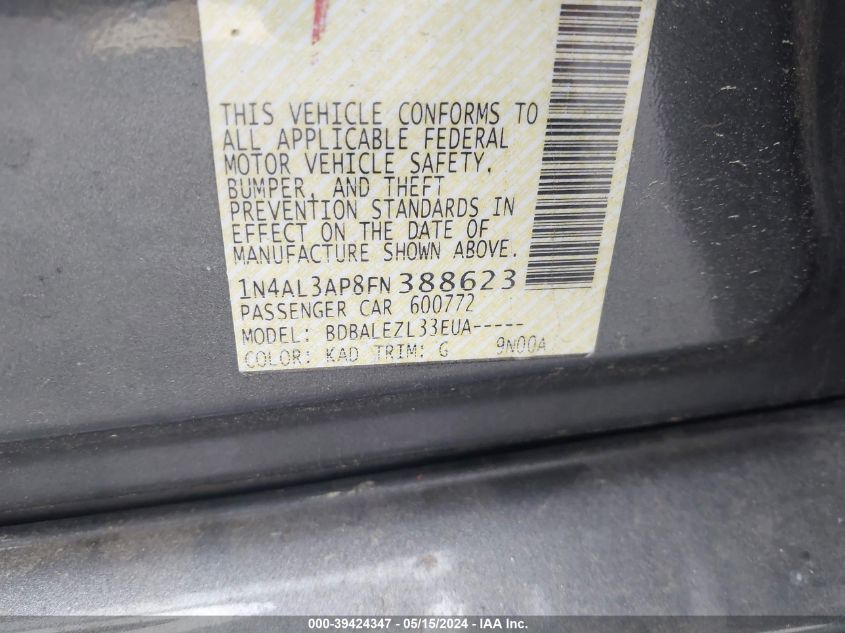 THIS VEHICLE CONFORMS TO
ALL APPLICABLE FEDERAL
MOTOR VEHICLE SAFETY,
BUMPER, AND THEFT
PREVENTION STANDARDS IN
EFFECT ON THE DATE OF
MANUFACTURE SHOWN ABOVE.
1N4AL3AP8FN388623
PASSENGER CAR 600772
MODEL: BDBALEZL33EUA-----
COLOR: KAD TRIM: G 9N00A
000-39424347 - 05/15/2024 - IAA Inc.